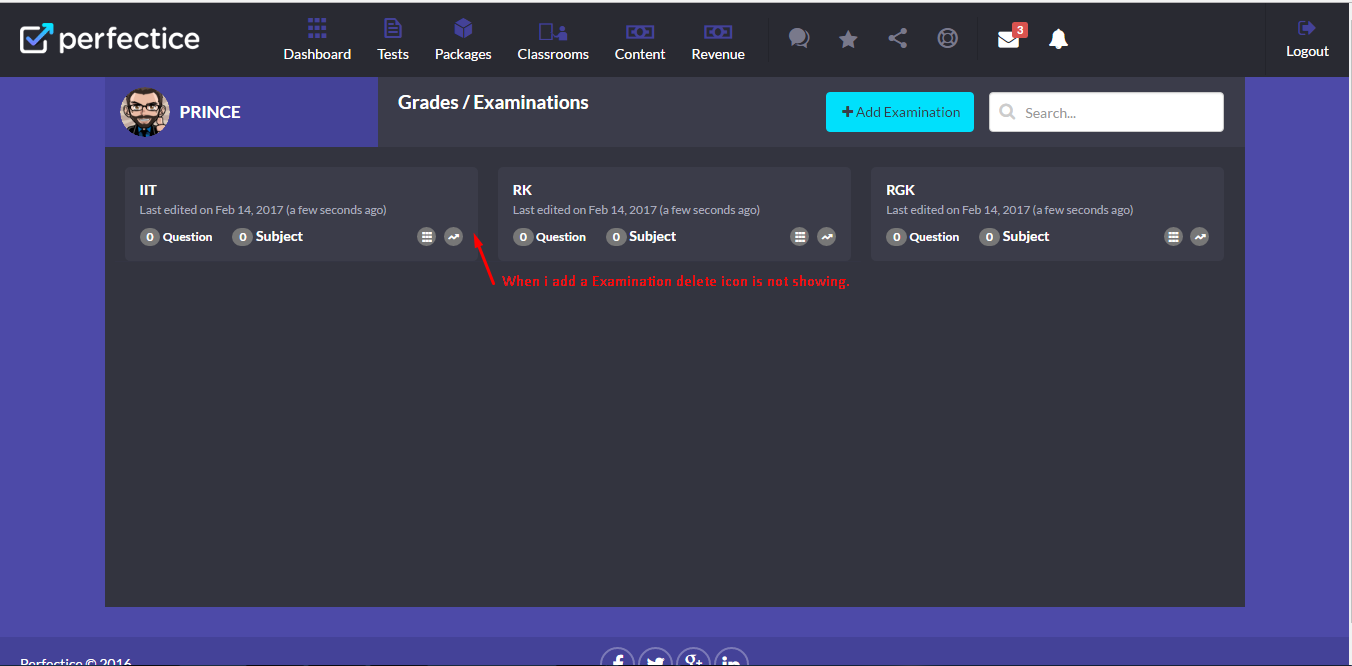 perfectice
Dashboard
Tests
Packages
Classrooms
Content
Revenue
3
Logout
PRINCE
Grades / Examinations
Add Examination
Search...
IIT
Last edited on Feb 14, 2017 (a few seconds ago)
0 Question 0 Subject
RK
Last edited on Feb 14, 2017 (a few seconds ago)
0 Question 0 Subject
RGK
Last edited on Feb 14, 2017 (a few seconds ago)
0 Question 0 Subject
When i add a Examination delete icon is not showing.
Perfectice © 2016